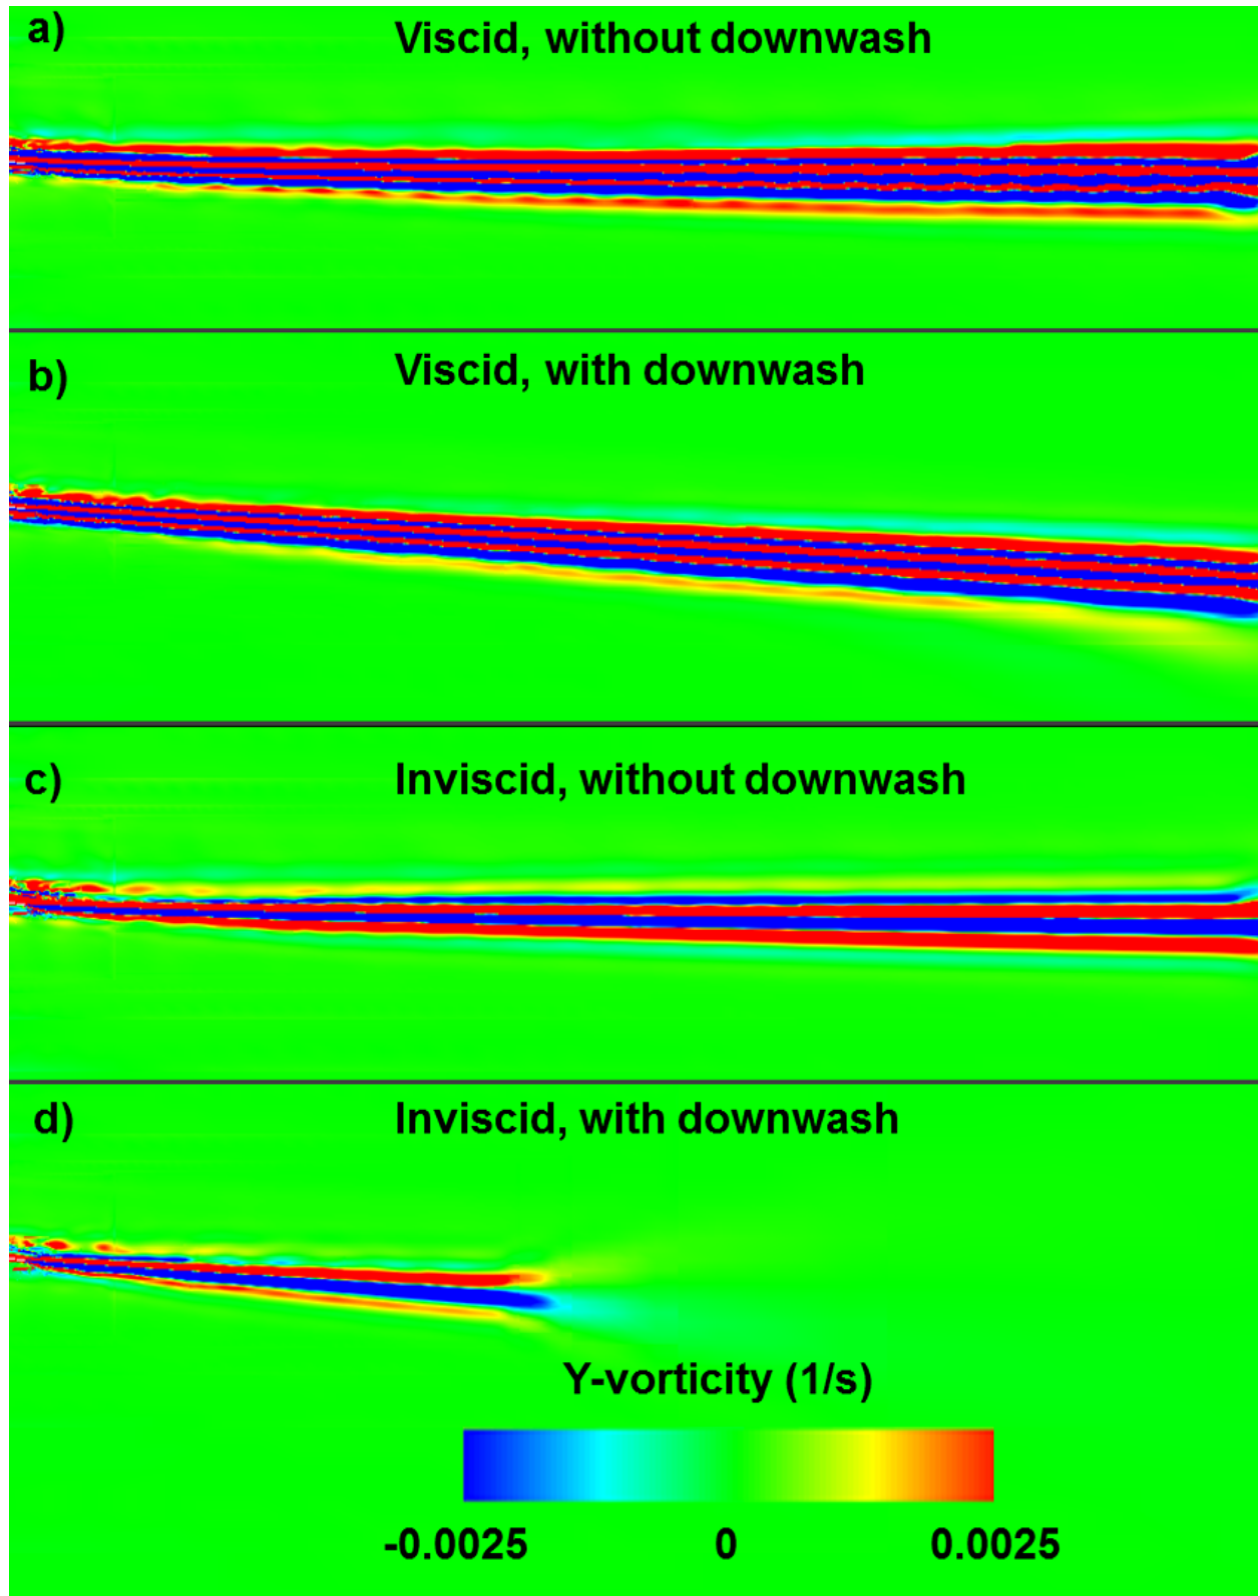 a)
Viscid, without downwash
b)
Viscid, with downwash
c)
Inviscid, without downwash
d)
Inviscid, with downwash
Y-vorticity (1/s)
-0.0025 0 0.0025